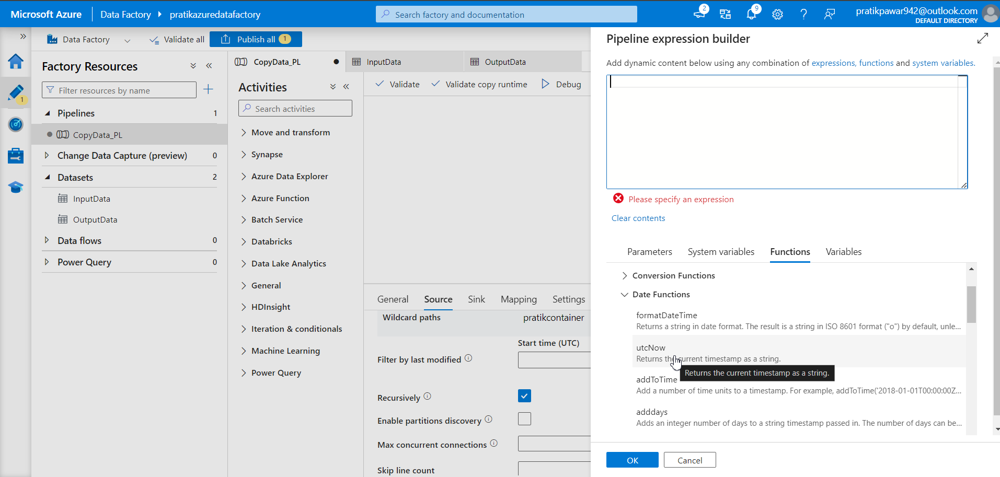 Microsoft Azure
Data Factory
pratikazuredatafactory
Search factory and documentation
2
9
pratikpawar942@outlook.com
DEFAULT DIRECTORY
Data Factory
Validate all
Publish all
1
1
Factory Resources
Filter resources by name
Pipelines
1
CopyData_PL
Change Data Capture (preview)
0
Datasets
2
InputData
OutputData
Data flows
0
Power Query
0
CopyData_PL
InputData
OutputData
Activities
Search activities
Move and transform
Synapse
Azure Data Explorer
Azure Function
Batch Service
Databricks
Data Lake Analytics
General
HDInsight
Iteration & conditionals
Machine Learning
Power Query
Validate
Validate copy runtime
Debug
General
Source
Sink
Mapping
Settings
Wildcard paths
pratikcontainer
Start time (UTC)
Filter by last modified
Recursively
Enable partitions discovery
Max concurrent connections
Skip line count
Pipeline expression builder
Add dynamic content below using any combination of expressions, functions and system variables.
Please specify an expression
Clear contents
Parameters
System variables
Functions
Variables
Conversion Functions
Date Functions
formatDateTime
Returns a string in date format. The result is a string in ISO 8601 format ("o") by default, unle...
utcNow
Returns the current timestamp as a string.
Returns the current timestamp as a string.
addToTime
Add a number of time units to a timestamp. For example, addToTime('2018-01-01T00:00:00Z...
adddays
Adds an integer number of days to a string timestamp passed in. The number of days can be...
OK
Cancel